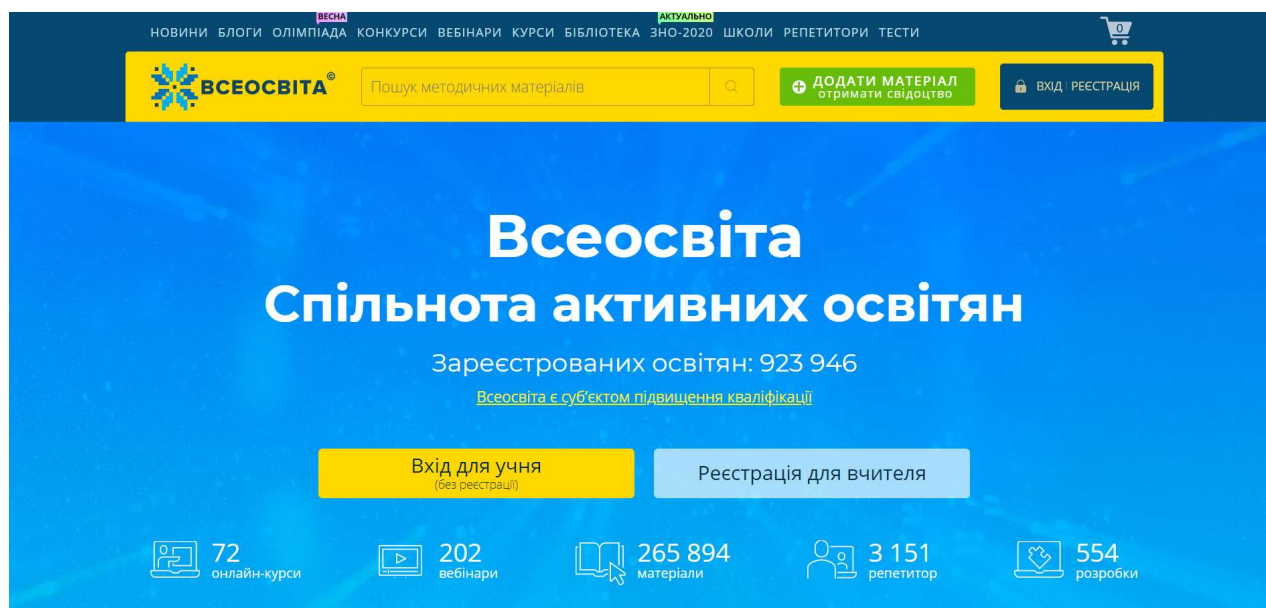 ВЕСНА
АКТУАЛЬНО
НОВИНИ БЛОГИ ОЛІМПІАДА КОНКУРСИ ВЕБІНАРИ КУРСИ БІБЛІОТЕКА ЗНО-2020 ШКОЛИ РЕПЕТИТОРИ ТЕСТИ
0
ВСЕОСВІТА©
Пошук методичних матеріалів
ДОДАТИ МАТЕРІАЛ
отримати свідоцтво
ВХІД | РЕЄСТРАЦІЯ
Всеосвіта
Спільнота активних освітян
Зареєстрованих освітян: 923 946
Всеосвіта є суб'єктом підвищення кваліфікації
Вхід для учня
(без реєстрації)
Реєстрація для вчителя
72
онлайн-курси
202
вебінари
265 894
матеріали
3 151
репетитор
554
розробки